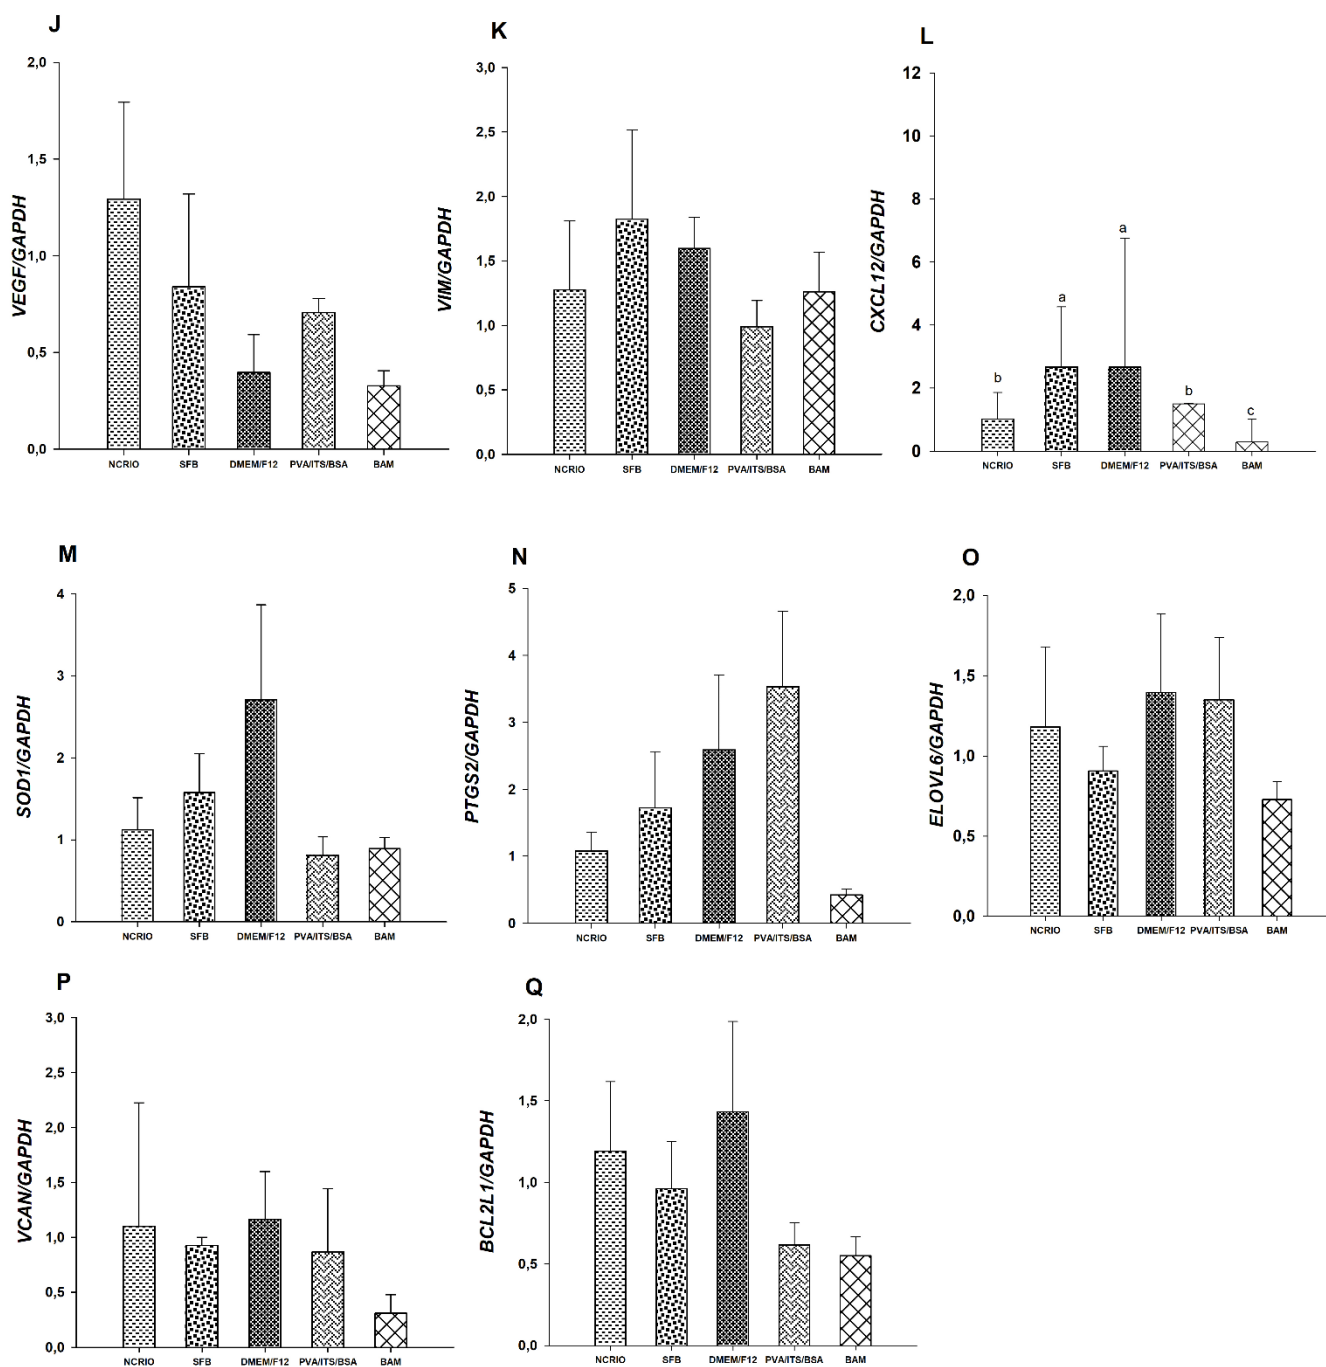 J
2,0
1,5
1,0
0,5
0,0
VEGF/GAPDH
NCRIO SFB DMEM/F12 PVA/ITS/BSA BAM
K
3,0
2,5
2,0
1,5
1,0
0,5
0,0
VIM/GAPDH
NCRIO SFB DMEM/F12 PVA/ITS/BSA BAM
L
12
10
8
6
4
2
0
CXCL12/GAPDH
b a a b c
NCRIO SFB DMEM/F12 PVA/ITS/BSA BAM
M
4
3
2
1
0
SOD1/GAPDH
NCRIO SFB DMEM/F12 PVA/ITS/BSA BAM
N
5
4
3
2
1
0
PTGS2/GAPDH
NCRIO SFB DMEM/F12 PVA/ITS/BSA BAM
O
2,0
1,5
1,0
0,5
0,0
ELOVL6/GAPDH
NCRIO SFB DMEM/F12 PVA/ITS/BSA BAM
P
3,0
2,5
2,0
1,5
1,0
0,5
0,0
VCAN/GAPDH
NCRIO SFB DMEM/F12 PVA/ITS/BSA BAM
Q
2,0
1,5
1,0
0,5
0,0
BCL2L1/GAPDH
NCRIO SFB DMEM/F12 PVA/ITS/BSA BAM